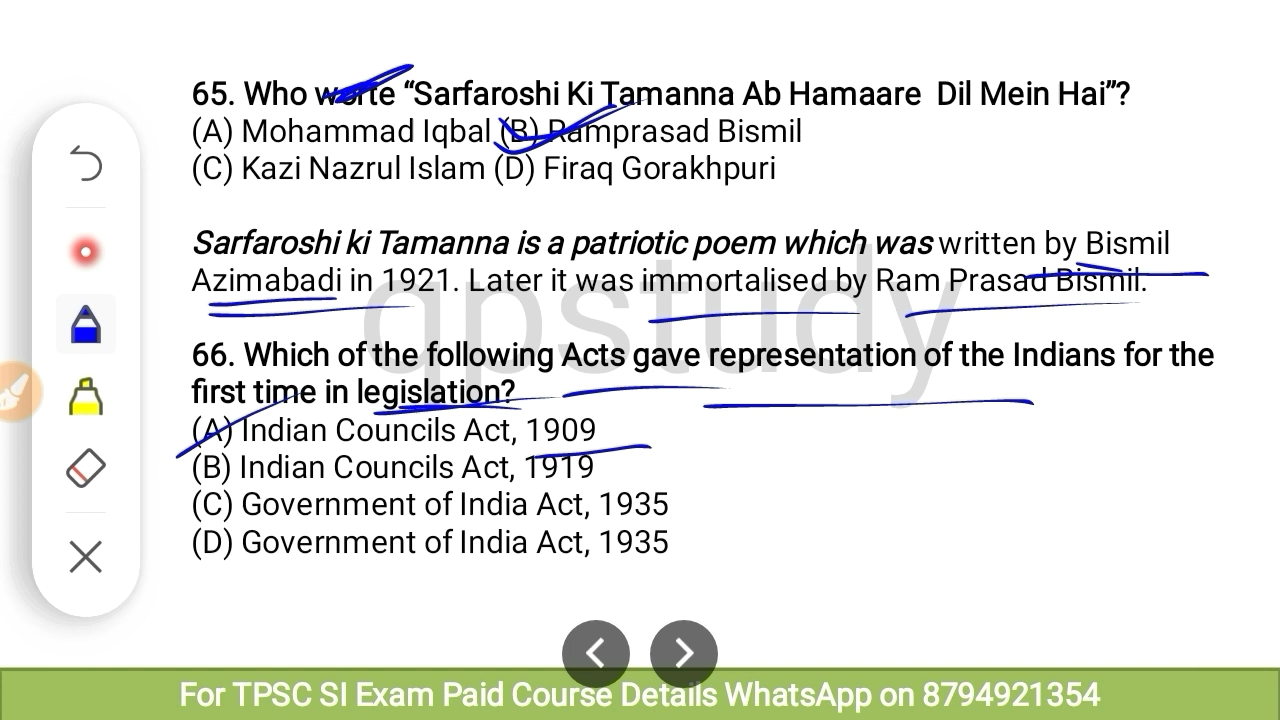 65. Who worte “Sarfaroshi Ki Tamanna Ab Hamaare Dil Mein Hai”?
(A) Mohammad Iqbal (B) Ramprasad Bismil
(C) Kazi Nazrul Islam (D) Firaq Gorakhpuri
Sarfaroshi ki Tamanna is a patriotic poem which was written by Bismil
Azimabadi in 1921. Later it was immortalised by Ram Prasad Bismil.
qpstudy
66. Which of the following Acts gave representation of the Indians for the
first time in legislation?
(A) Indian Councils Act, 1909
(B) Indian Councils Act, 1919
(C) Government of India Act, 1935
(D) Government of India Act, 1935
For TPSC SI Exam Paid Course Details WhatsApp on 8794921354